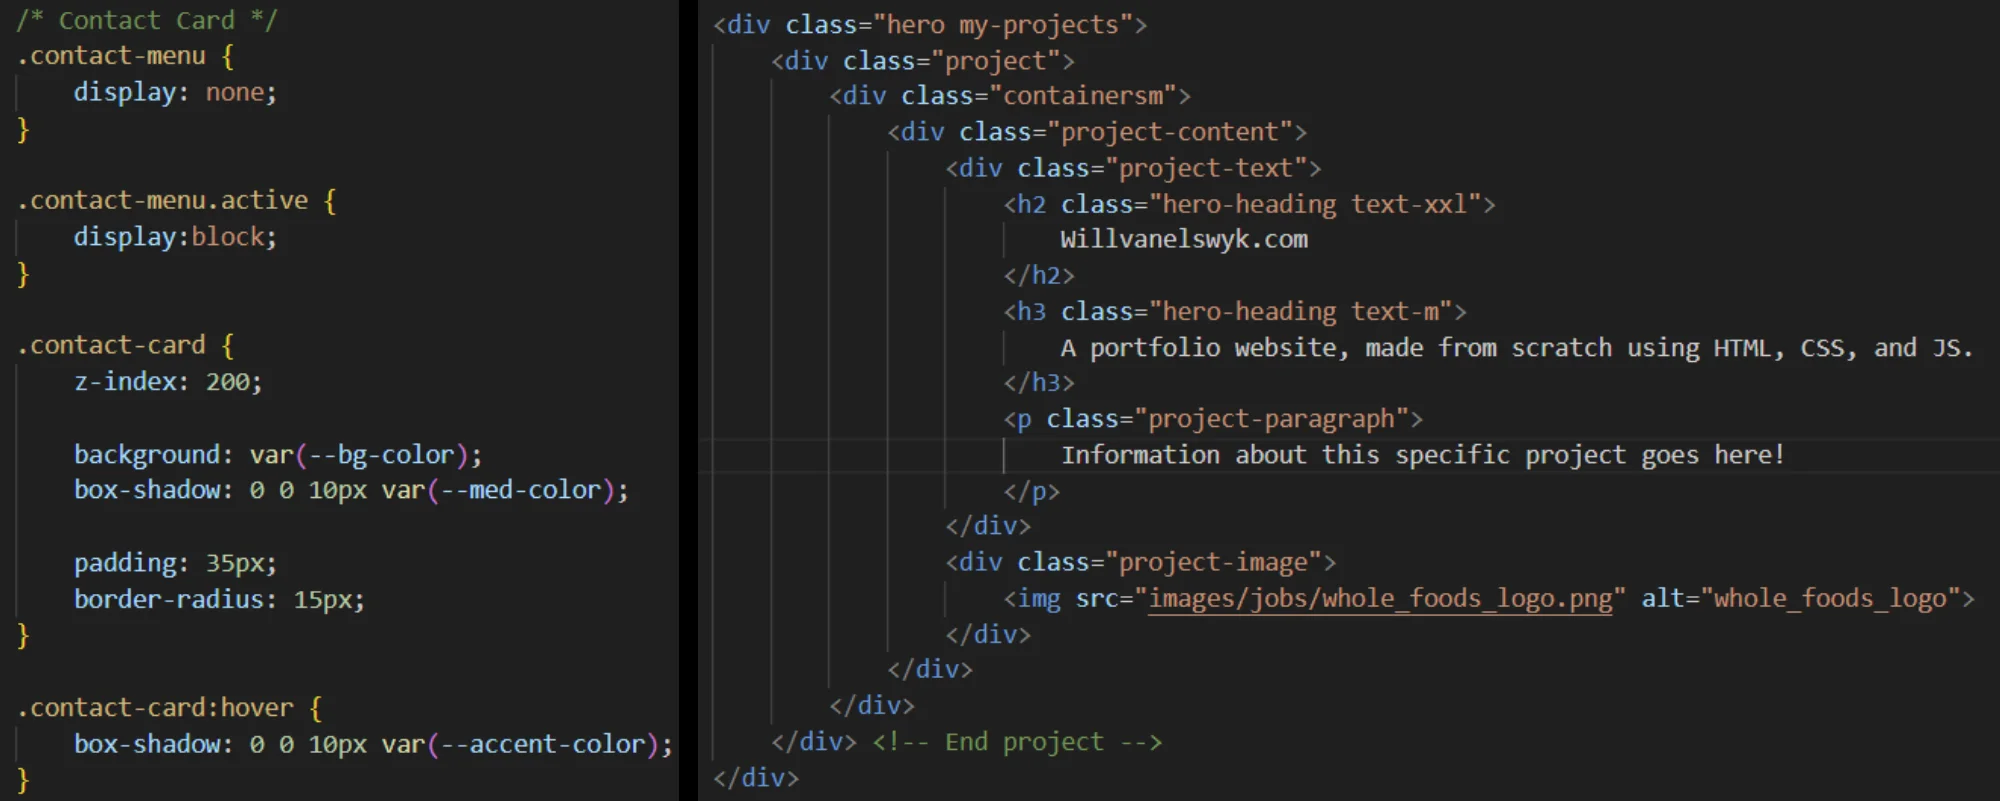 /* Contact Card */
.contact-menu {
    display: none;
}

.contact-menu.active {
    display:block;
}

.contact-card {
    z-index: 200;

    background: var(--bg-color);
    box-shadow: 0 0 10px var(--med-color);

    padding: 35px;
    border-radius: 15px;
}

.contact-card:hover {
    box-shadow: 0 0 10px var(--accent-color);
}
<div class="hero my-projects">
    <div class="project">
        <div class="containersm">
            <div class="project-content">
                <div class="project-text">
                    <h2 class="hero-heading text-xxl">
                        Willvanelswyk.com
                    </h2>
                    <h3 class="hero-heading text-m">
                        A portfolio website, made from scratch using HTML, CSS, and JS.
                    </h3>
                    <p class="project-paragraph">
                        Information about this specific project goes here!
                    </p>
                </div>
                <div class="project-image">
                    <img src="images/jobs/whole_foods_logo.png" alt="whole_foods_logo">
                </div>
            </div>
        </div>
    </div> <!-- End project -->
</div>